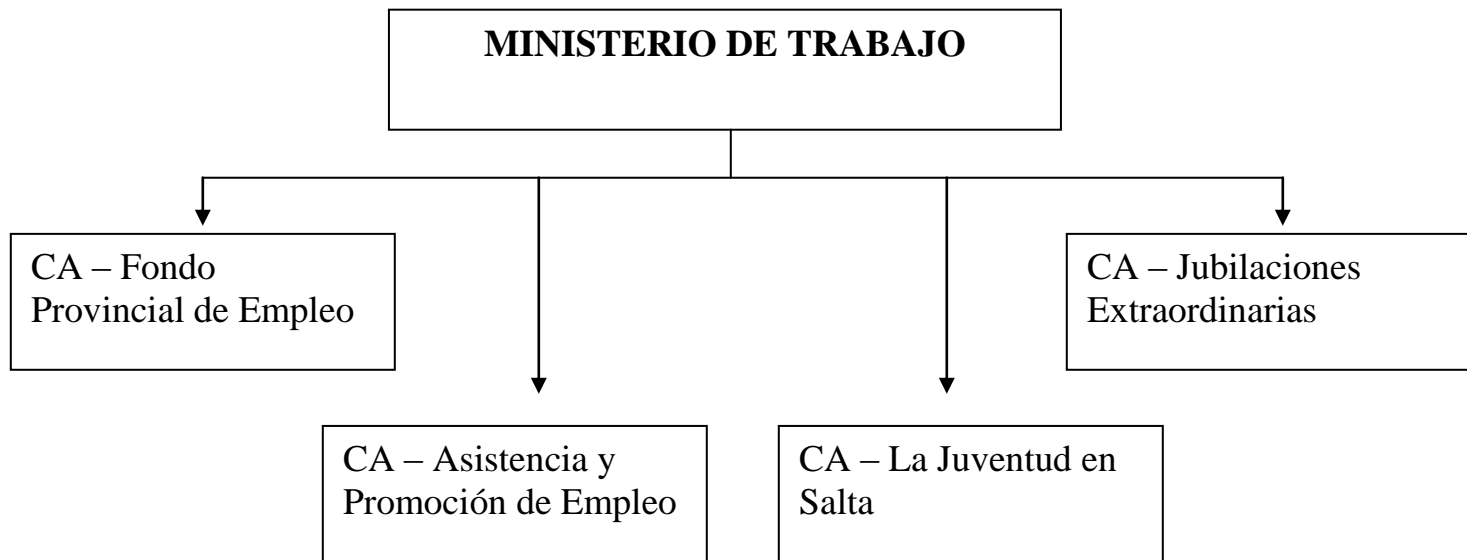 MINISTERIO DE TRABAJO
CA – Fondo
Provincial de Empleo
CA – Jubilaciones
Extraordinarias
CA – Asistencia y
Promoción de Empleo
CA – La Juventud en
Salta